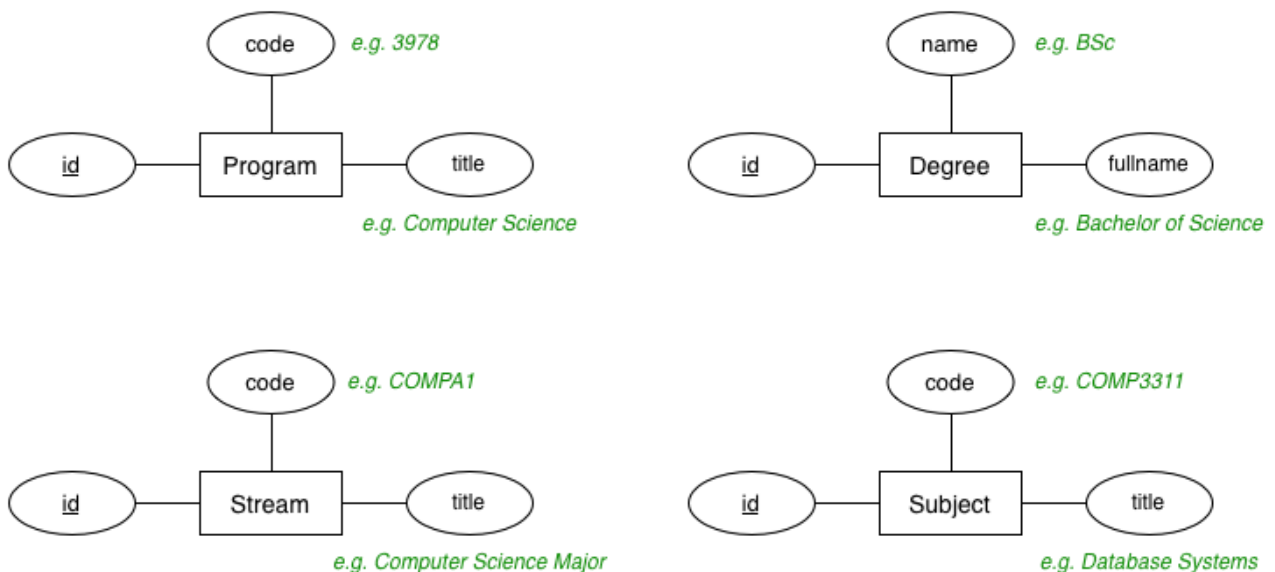 code e.g. 3978
id Program title
e.g. Computer Science
name e.g. BSc
id Degree fullname
e.g. Bachelor of Science
code e.g. COMPA1
id Stream title
e.g. Computer Science Major
code e.g. COMP3311
id Subject title
e.g. Database Systems